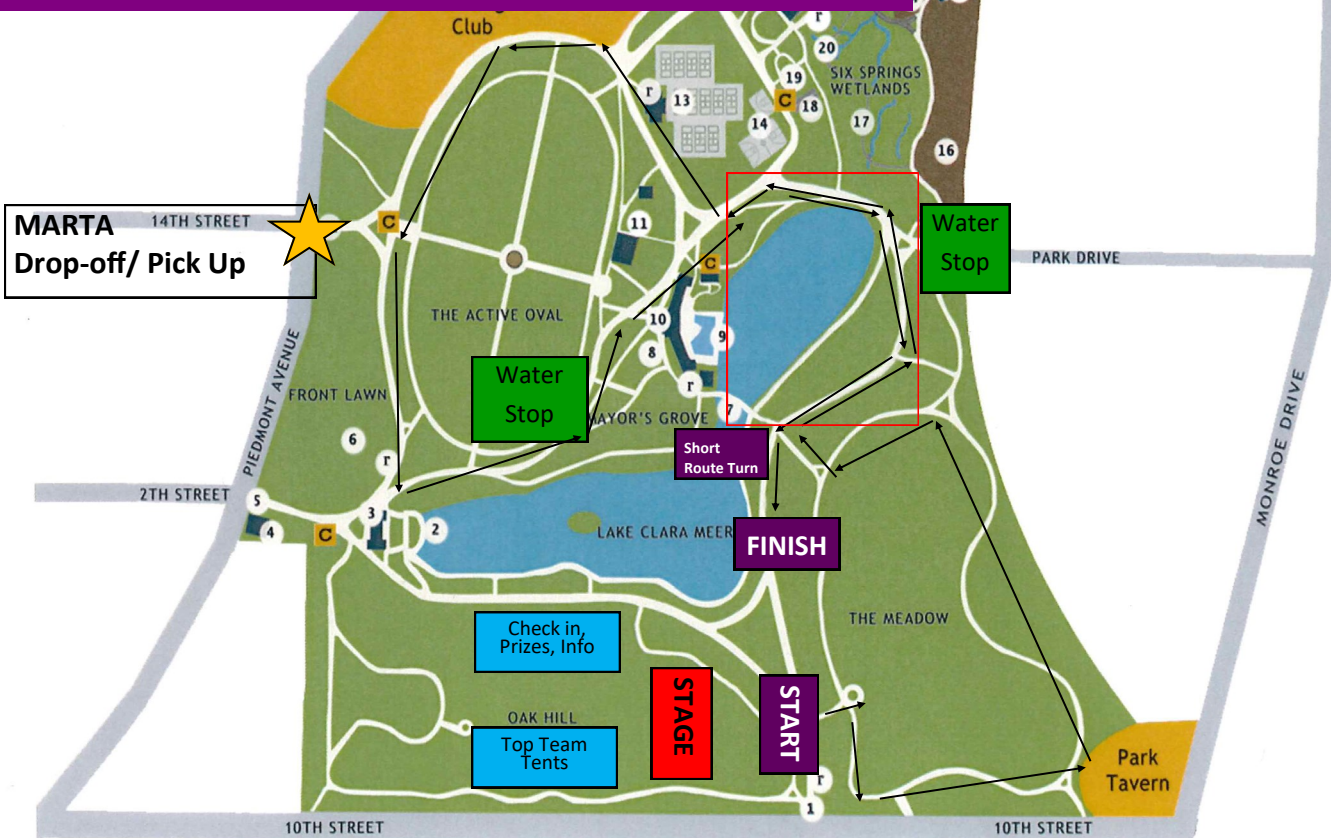 Club
r
20
SIX SPRINGS
WETLANDS
19
r
13
C
18
14
17
16
MARTA
Drop-off/ Pick Up
14TH STREET
C
11
Water
Stop
PARK DRIVE
C
THE ACTIVE OVAL
10
9
8
PIEDMONT AVENUE
Water
Stop
r
FRONT LAWN
7
MAYOR'S GROVE
6
Short
Route Turn
MONROE DRIVE
r
2TH STREET
5
3
4
C
2
LAKE CLARA MEER
FINISH
Check in,
Prizes, Info
THE MEADOW
STAGE
START
OAK HILL
Top Team
Tents
Park
Tavern
r
1
10TH STREET
10TH STREET